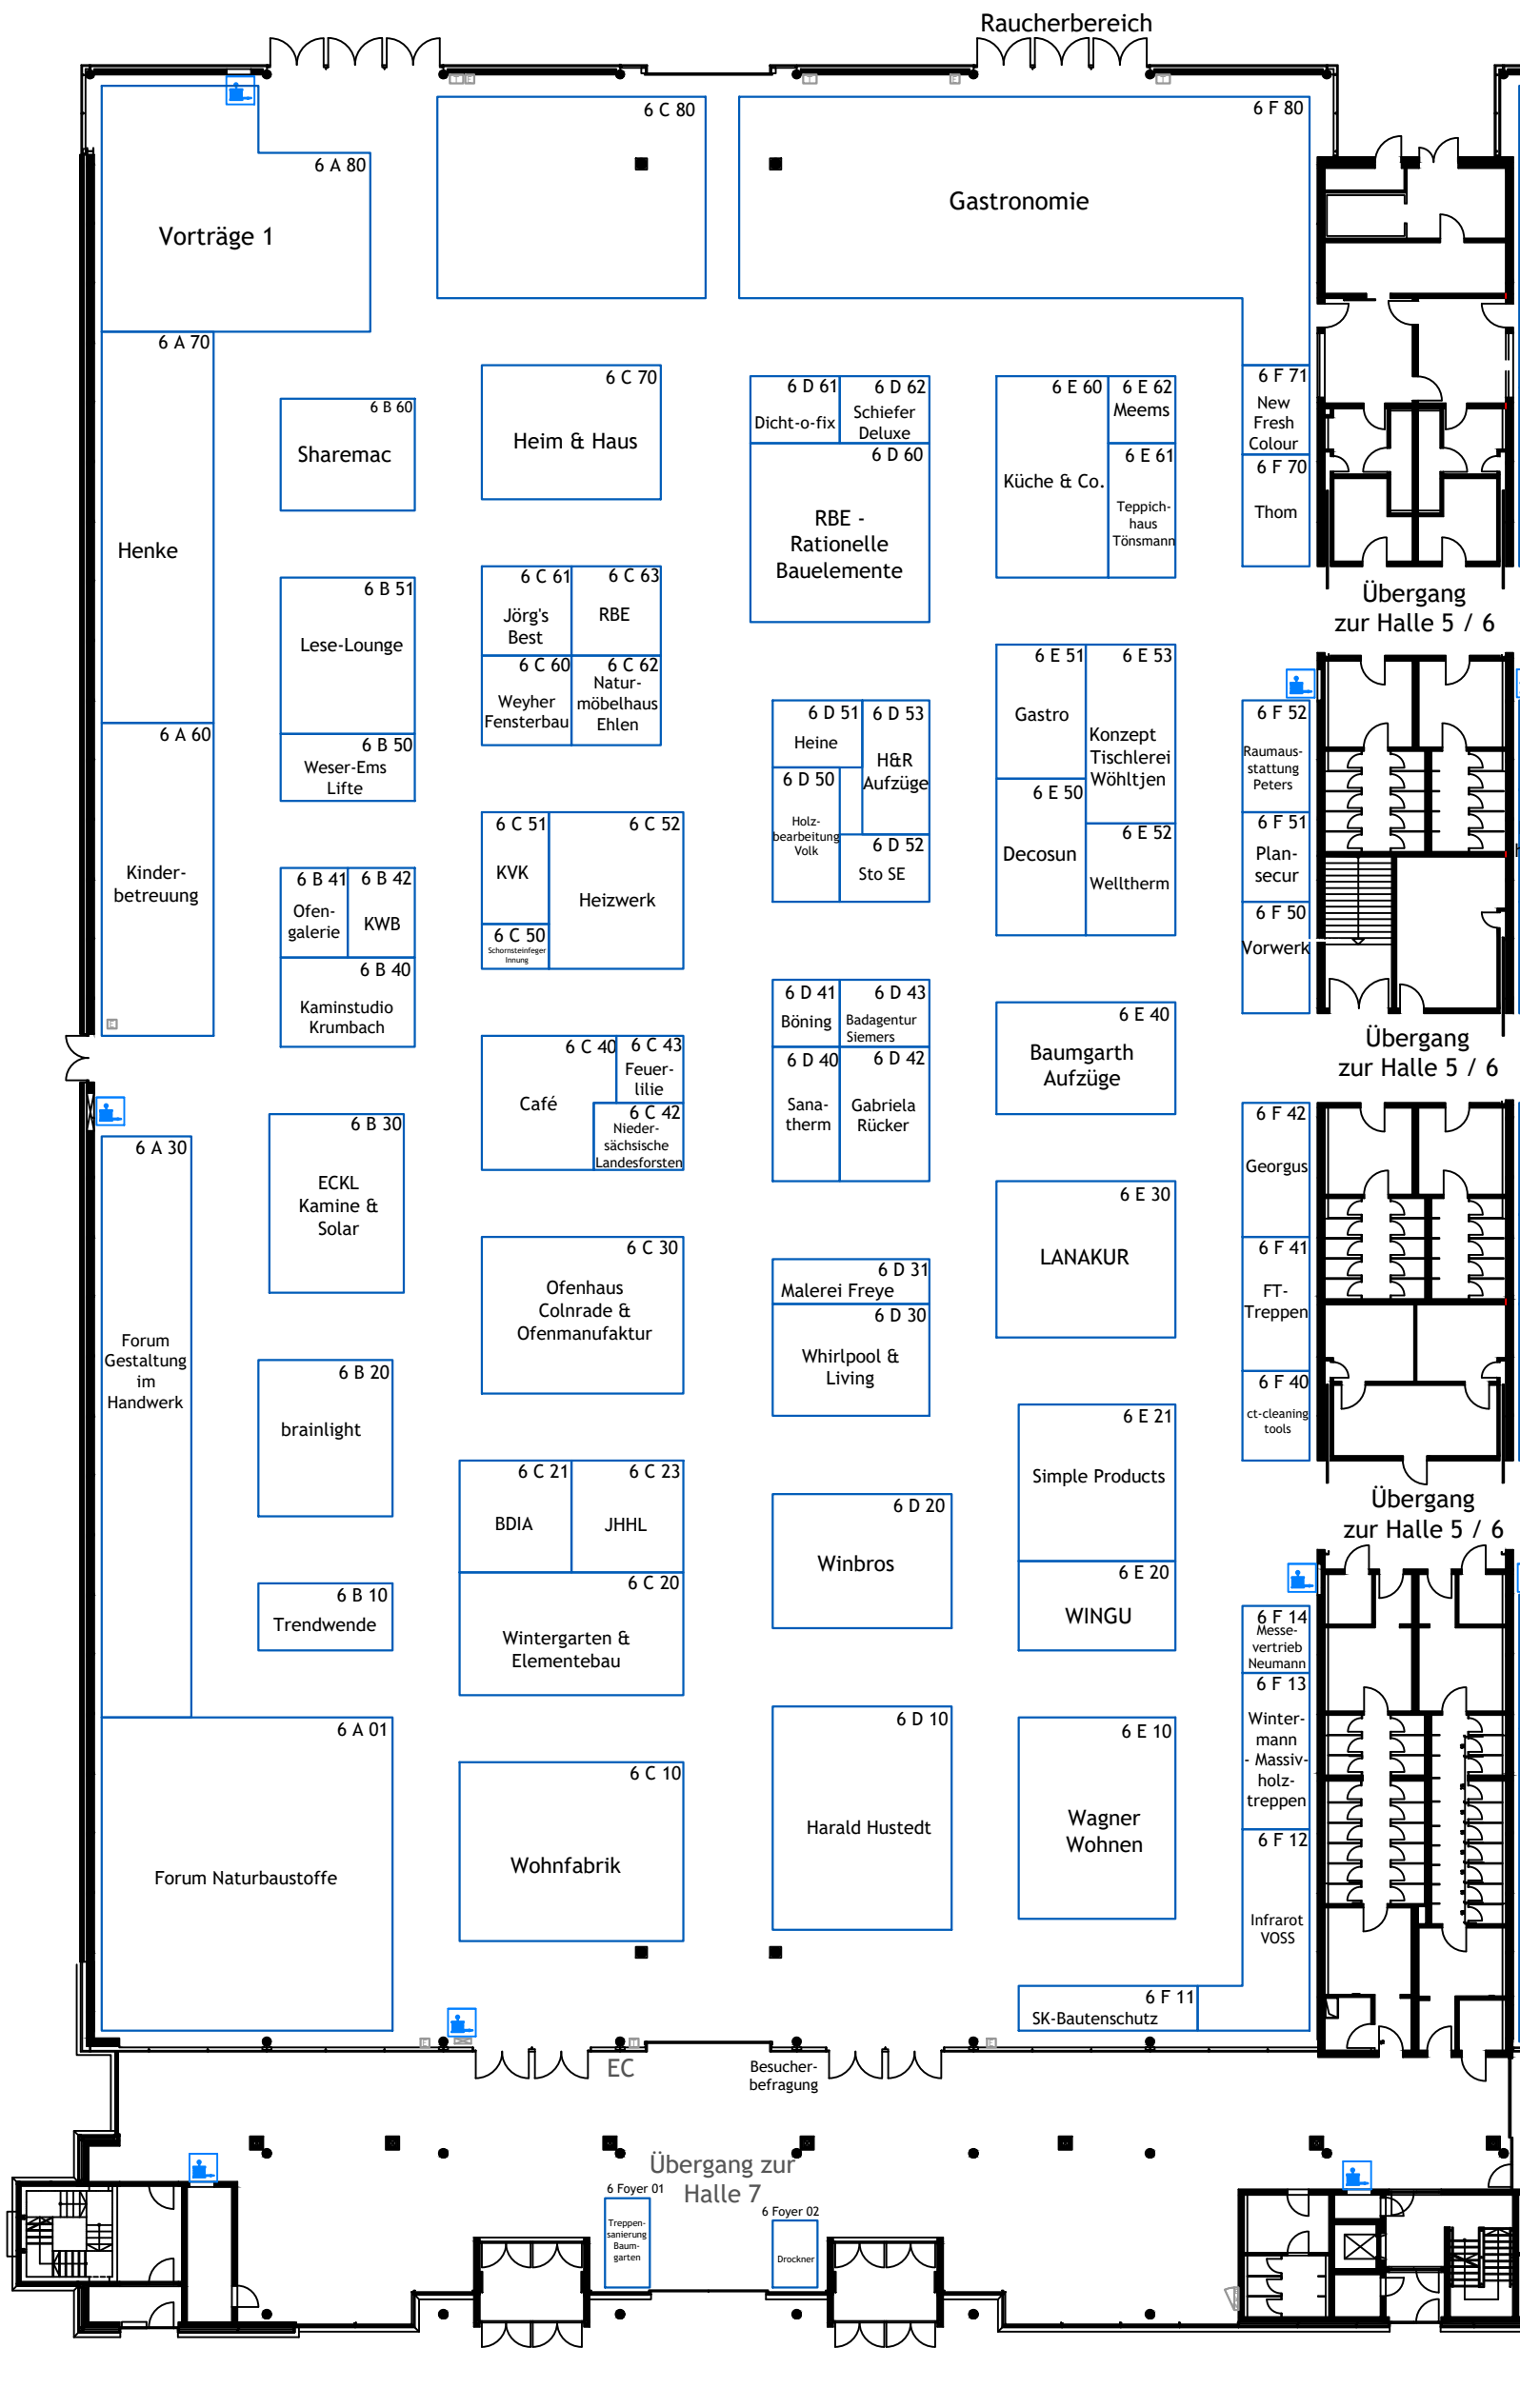 Raucherbereich
6 A 80
Vorträge 1
6 C 80
6 F 80
Gastronomie
6 A 70
Henke
6 B 60
Sharemac
6 C 70
Heim & Haus
6 D 61
Dicht-o-fix
6 D 62
Schiefer
Deluxe
6 D 60
RBE -
Rationelle
Bauelemente
6 E 60
Küche & Co.
6 E 62
Meems
6 E 61
Teppich-
haus
Tönsmann
6 F 71
New
Fresh
Colour
6 F 70
Thom
Übergang
zur Halle 5 / 6
6 B 51
Lese-Lounge
6 B 50
Weser-Ems
Lifte
6 C 61
Jörg's
Best
6 C 63
RBE
6 C 60
Weyher
Fensterbau
6 C 62
Natur-
möbelhaus
Ehlen
6 A 60
Kinder-
betreuung
6 D 51
Heine
6 D 53
H&R
Aufzüge
6 D 50
Holz-
bearbeitung
Volk
6 D 52
Sto SE
6 E 51
Gastro
6 E 53
Konzept
Tischlerei
Wöhltjen
6 E 50
Decosun
6 E 52
Welltherm
6 F 52
Raumaus-
stattung
Peters
6 F 51
Plan-
secur
6 F 50
Vorwerk
6 B 41
Ofen-
galerie
6 B 42
KWB
6 B 40
Kaminstudio
Krumbach
6 C 51
KVK
6 C 52
Heizwerk
6 C 50
Schornsteinfeger
Innung
Übergang
zur Halle 5 / 6
6 C 40
Café
6 C 43
Feuer-
lilie
6 C 42
Nieder-
sächsische
Landesforsten
6 D 41
Böning
6 D 43
Badagentur
Siemers
6 D 40
Sana-
therm
6 D 42
Gabriela
Rücker
6 E 40
Baumgarth
Aufzüge
6 F 42
Georgus
6 F 41
FT-
Treppen
6 F 40
ct-cleaning
tools
6 A 30
Forum
Gestaltung
im
Handwerk
6 B 30
ECKL
Kamine &
Solar
6 C 30
Ofenhaus
Colnrade &
Ofenmanufaktur
6 D 31
Malerei Freye
6 D 30
Whirlpool &
Living
6 E 30
LANAKUR
6 B 20
brainlight
6 C 21
BDIA
6 C 23
JHHL
6 C 20
Wintergarten &
Elementebau
6 D 20
Winbros
6 E 21
Simple Products
6 E 20
WINGU
Übergang
zur Halle 5 / 6
6 B 10
Trendwende
6 F 14
Messe-
vertrieb
Neumann
6 F 13
Winter-
mann
- Massiv-
holz-
treppen
6 F 12
Infrarot
VOSS
6 A 01
Forum Naturbaustoffe
6 C 10
Wohnfabrik
6 D 10
Harald Hustedt
6 E 10
Wagner
Wohnen
6 F 11
SK-Bautenschutz
EC
Besucher-
befragung
Übergang zur
Halle 7
6 Foyer 01
Treppen-
sanierung
Baum-
garten
6 Foyer 02
Drockner